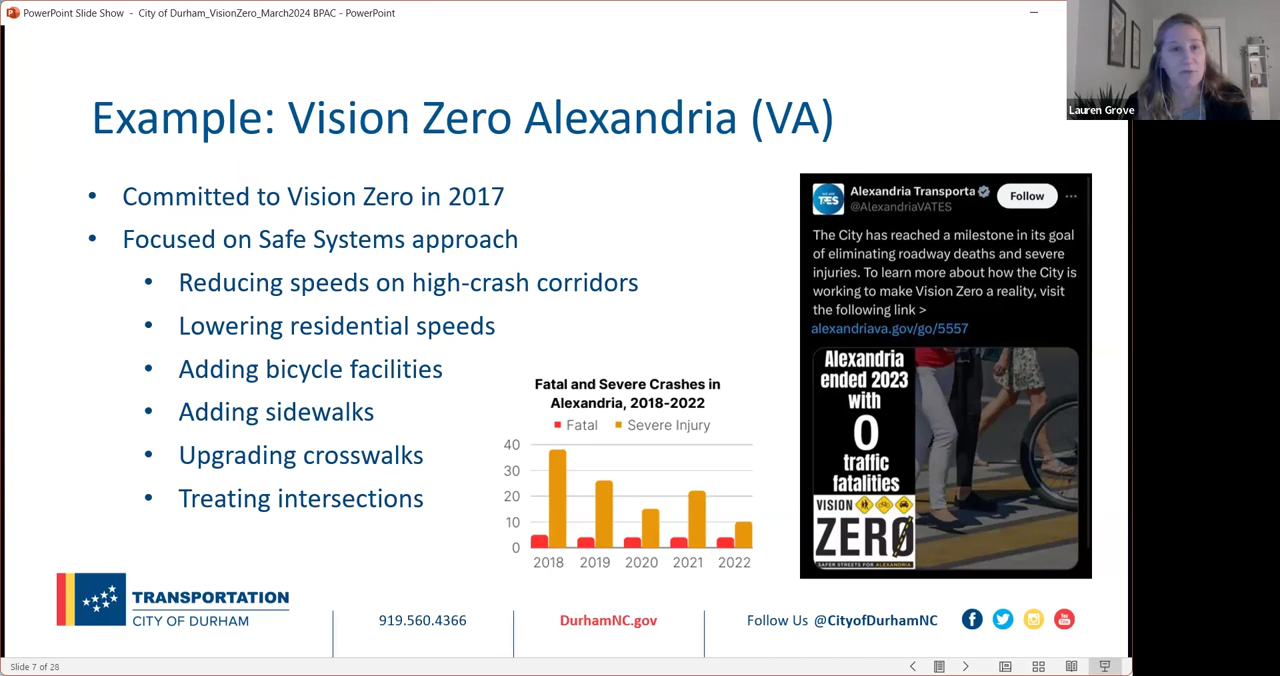 PowerPoint Slide Show - City of Durham_VisionZero_March2024 BPAC - PowerPoint
Lauren Grove
Example: Vision Zero Alexandria (VA)
• Committed to Vision Zero in 2017
• Focused on Safe Systems approach
• Reducing speeds on high-crash corridors
• Lowering residential speeds
• Adding bicycle facilities
• Adding sidewalks
• Upgrading crosswalks
• Treating intersections
Fatal and Severe Crashes in
Alexandria, 2018-2022
Fatal Severe Injury
40
30
20
10
0
2018 2019 2020 2021 2022
T&ES
Alexandria Transporta
Follow
@AlexandriaVATES
The City has reached a milestone in its goal
of eliminating roadway deaths and severe
injuries. To learn more about how the City is
working to make Vision Zero a reality, visit
the following link >
alexandriava.gov/go/5557
Alexandria
ended 2023
with
0
traffic
fatalities
VISION
ZERO
SAFER STREETS FOR ALEXANDRIA
TRANSPORTATION
CITY OF DURHAM
919.560.4366
DurhamNC.gov
Follow Us @CityofDurhamNC
Slide 7 of 28